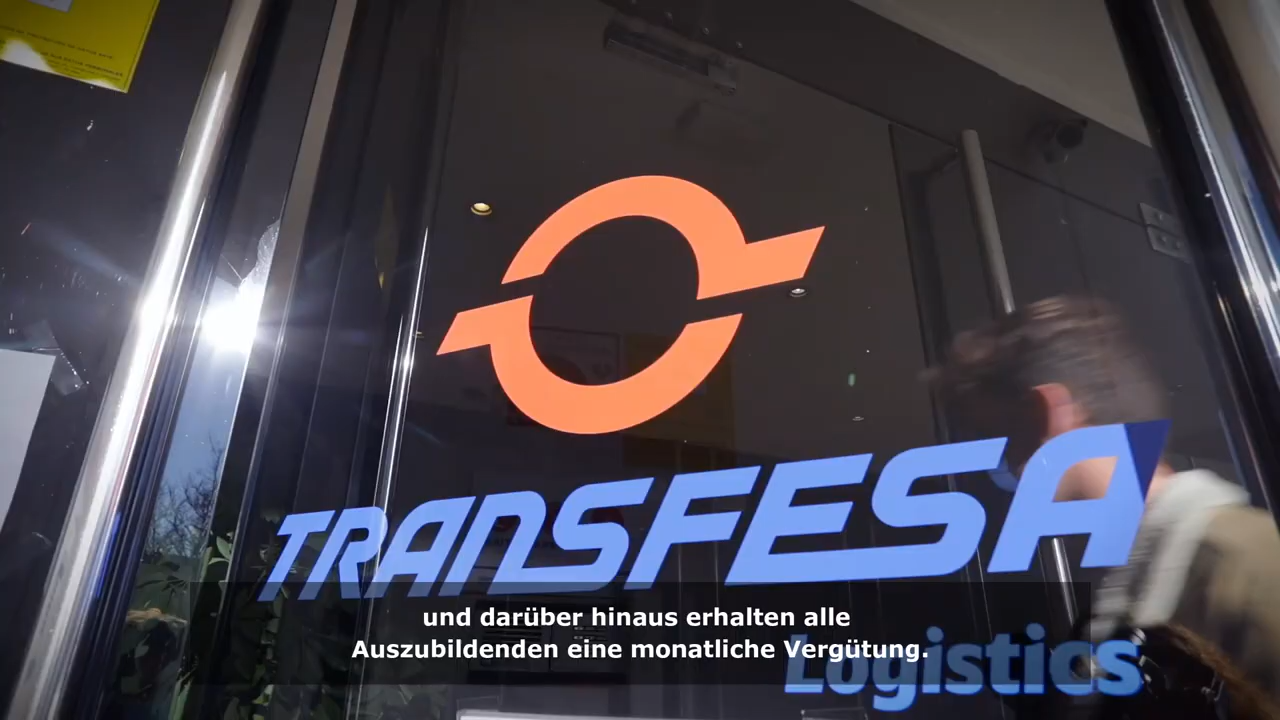 TRANSFESA
Logistics
und darüber hinaus erhalten alle
Auszubildenden eine monatliche Vergütung.